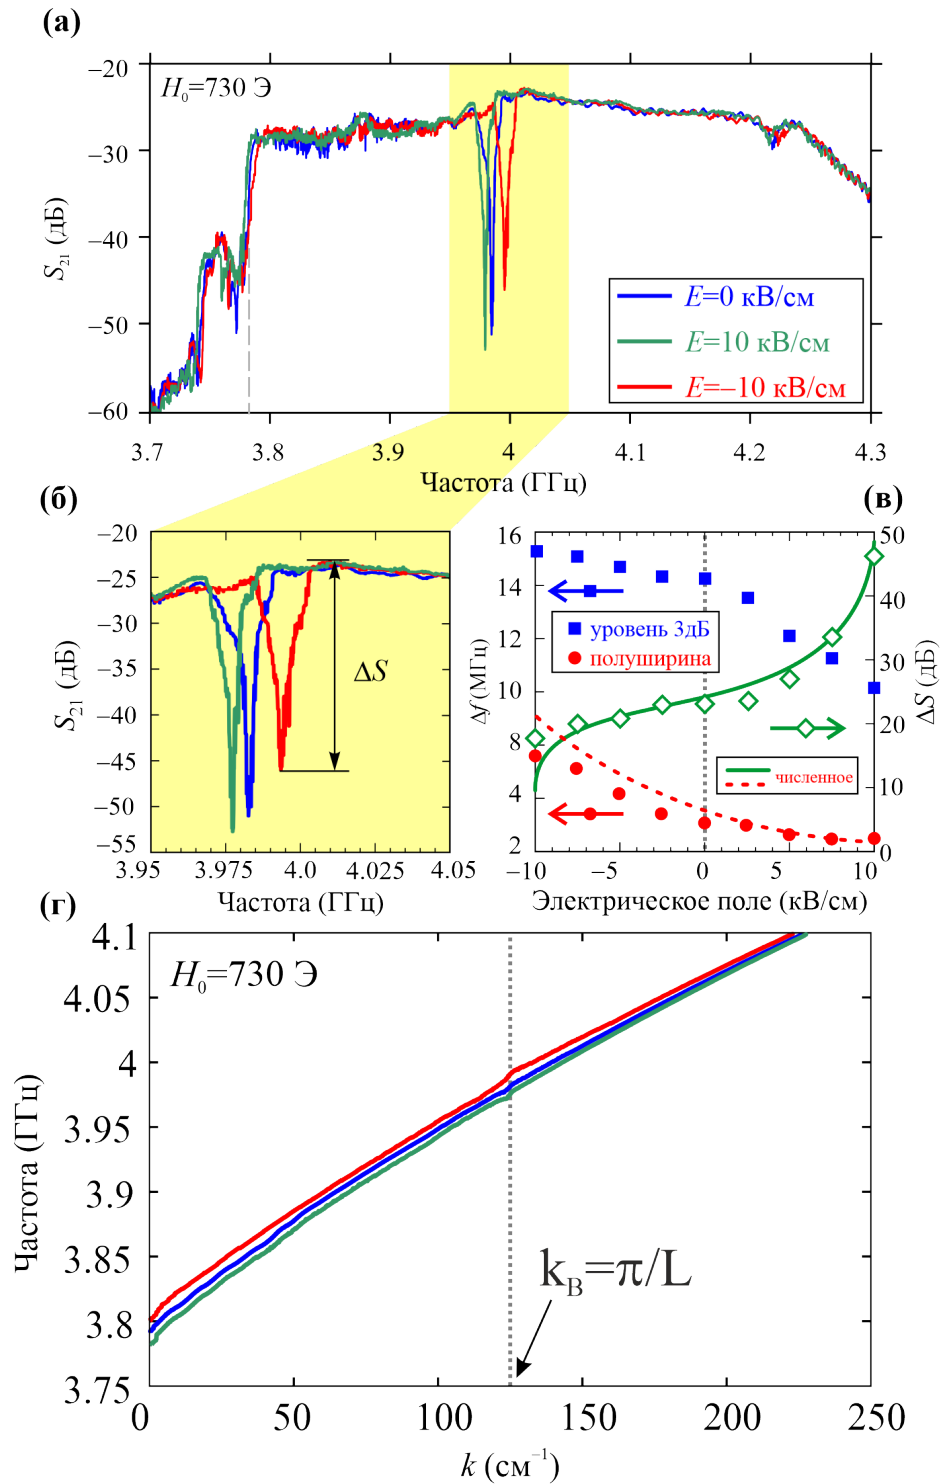 (а)
−20
−30
−40
−50
−60
S₂₁ (дБ)
H₀=730 Э
E=0 кВ/см
E=10 кВ/см
E=−10 кВ/см
3.7 3.8 3.9 4 4.1 4.2 4.3
Частота (ГГц)
(б)
−20
−25
−30
−35
−40
−45
−50
−55
S₂₁ (дБ)
ΔS
3.95 3.975 4.0 4.025 4.05
Частота (ГГц)
(в)
16
14
12
10
8
4
2
Δf (МГц)
уровень 3дБ
полуширина
численное
50
40
30
20
10
0
ΔS (дБ)
−10 −5 0 5 10
Электрическое поле (кВ/см)
(г)
4.1
4.05
4
3.95
3.9
3.85
3.8
3.75
Частота (ГГц)
H₀=730 Э
k_B=π/L
0 50 100 150 200 250
k (см⁻¹)